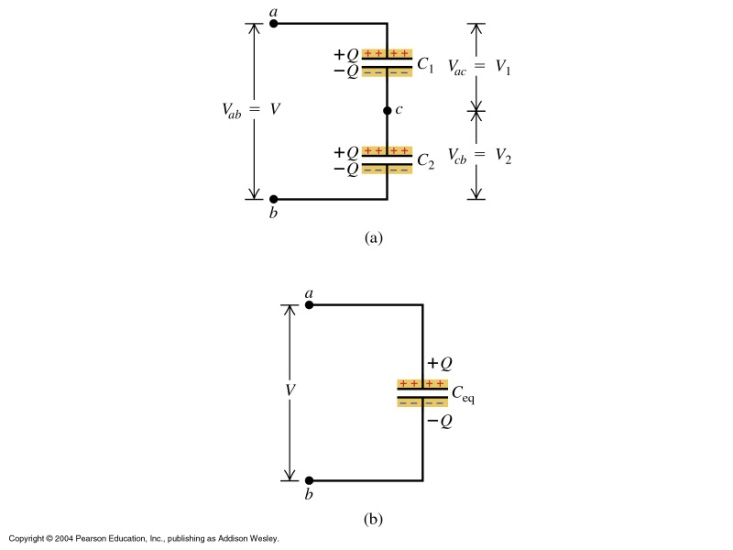 a
+Q
−Q
C1
Vac = V1
Vab = V
c
+Q
−Q
C2
Vcb = V2
b
(a)
a
+Q
V
Ceq
−Q
b
(b)
Copyright © 2004 Pearson Education, Inc., publishing as Addison Wesley.